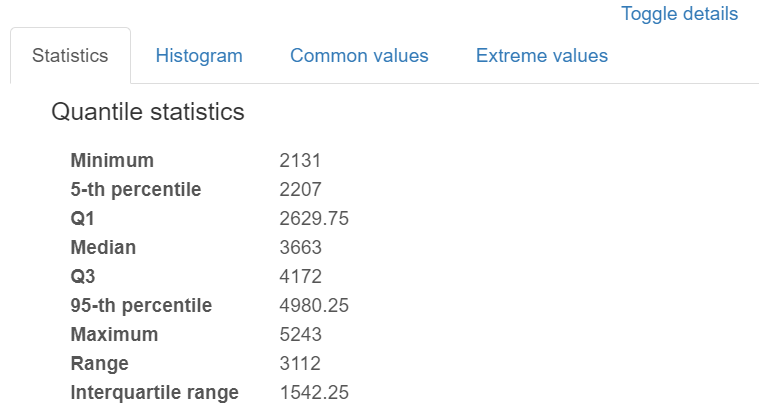 Toggle details
Statistics Histogram Common values Extreme values
Quantile statistics
Minimum 2131
5-th percentile 2207
Q1 2629.75
Median 3663
Q3 4172
95-th percentile 4980.25
Maximum 5243
Range 3112
Interquartile range 1542.25